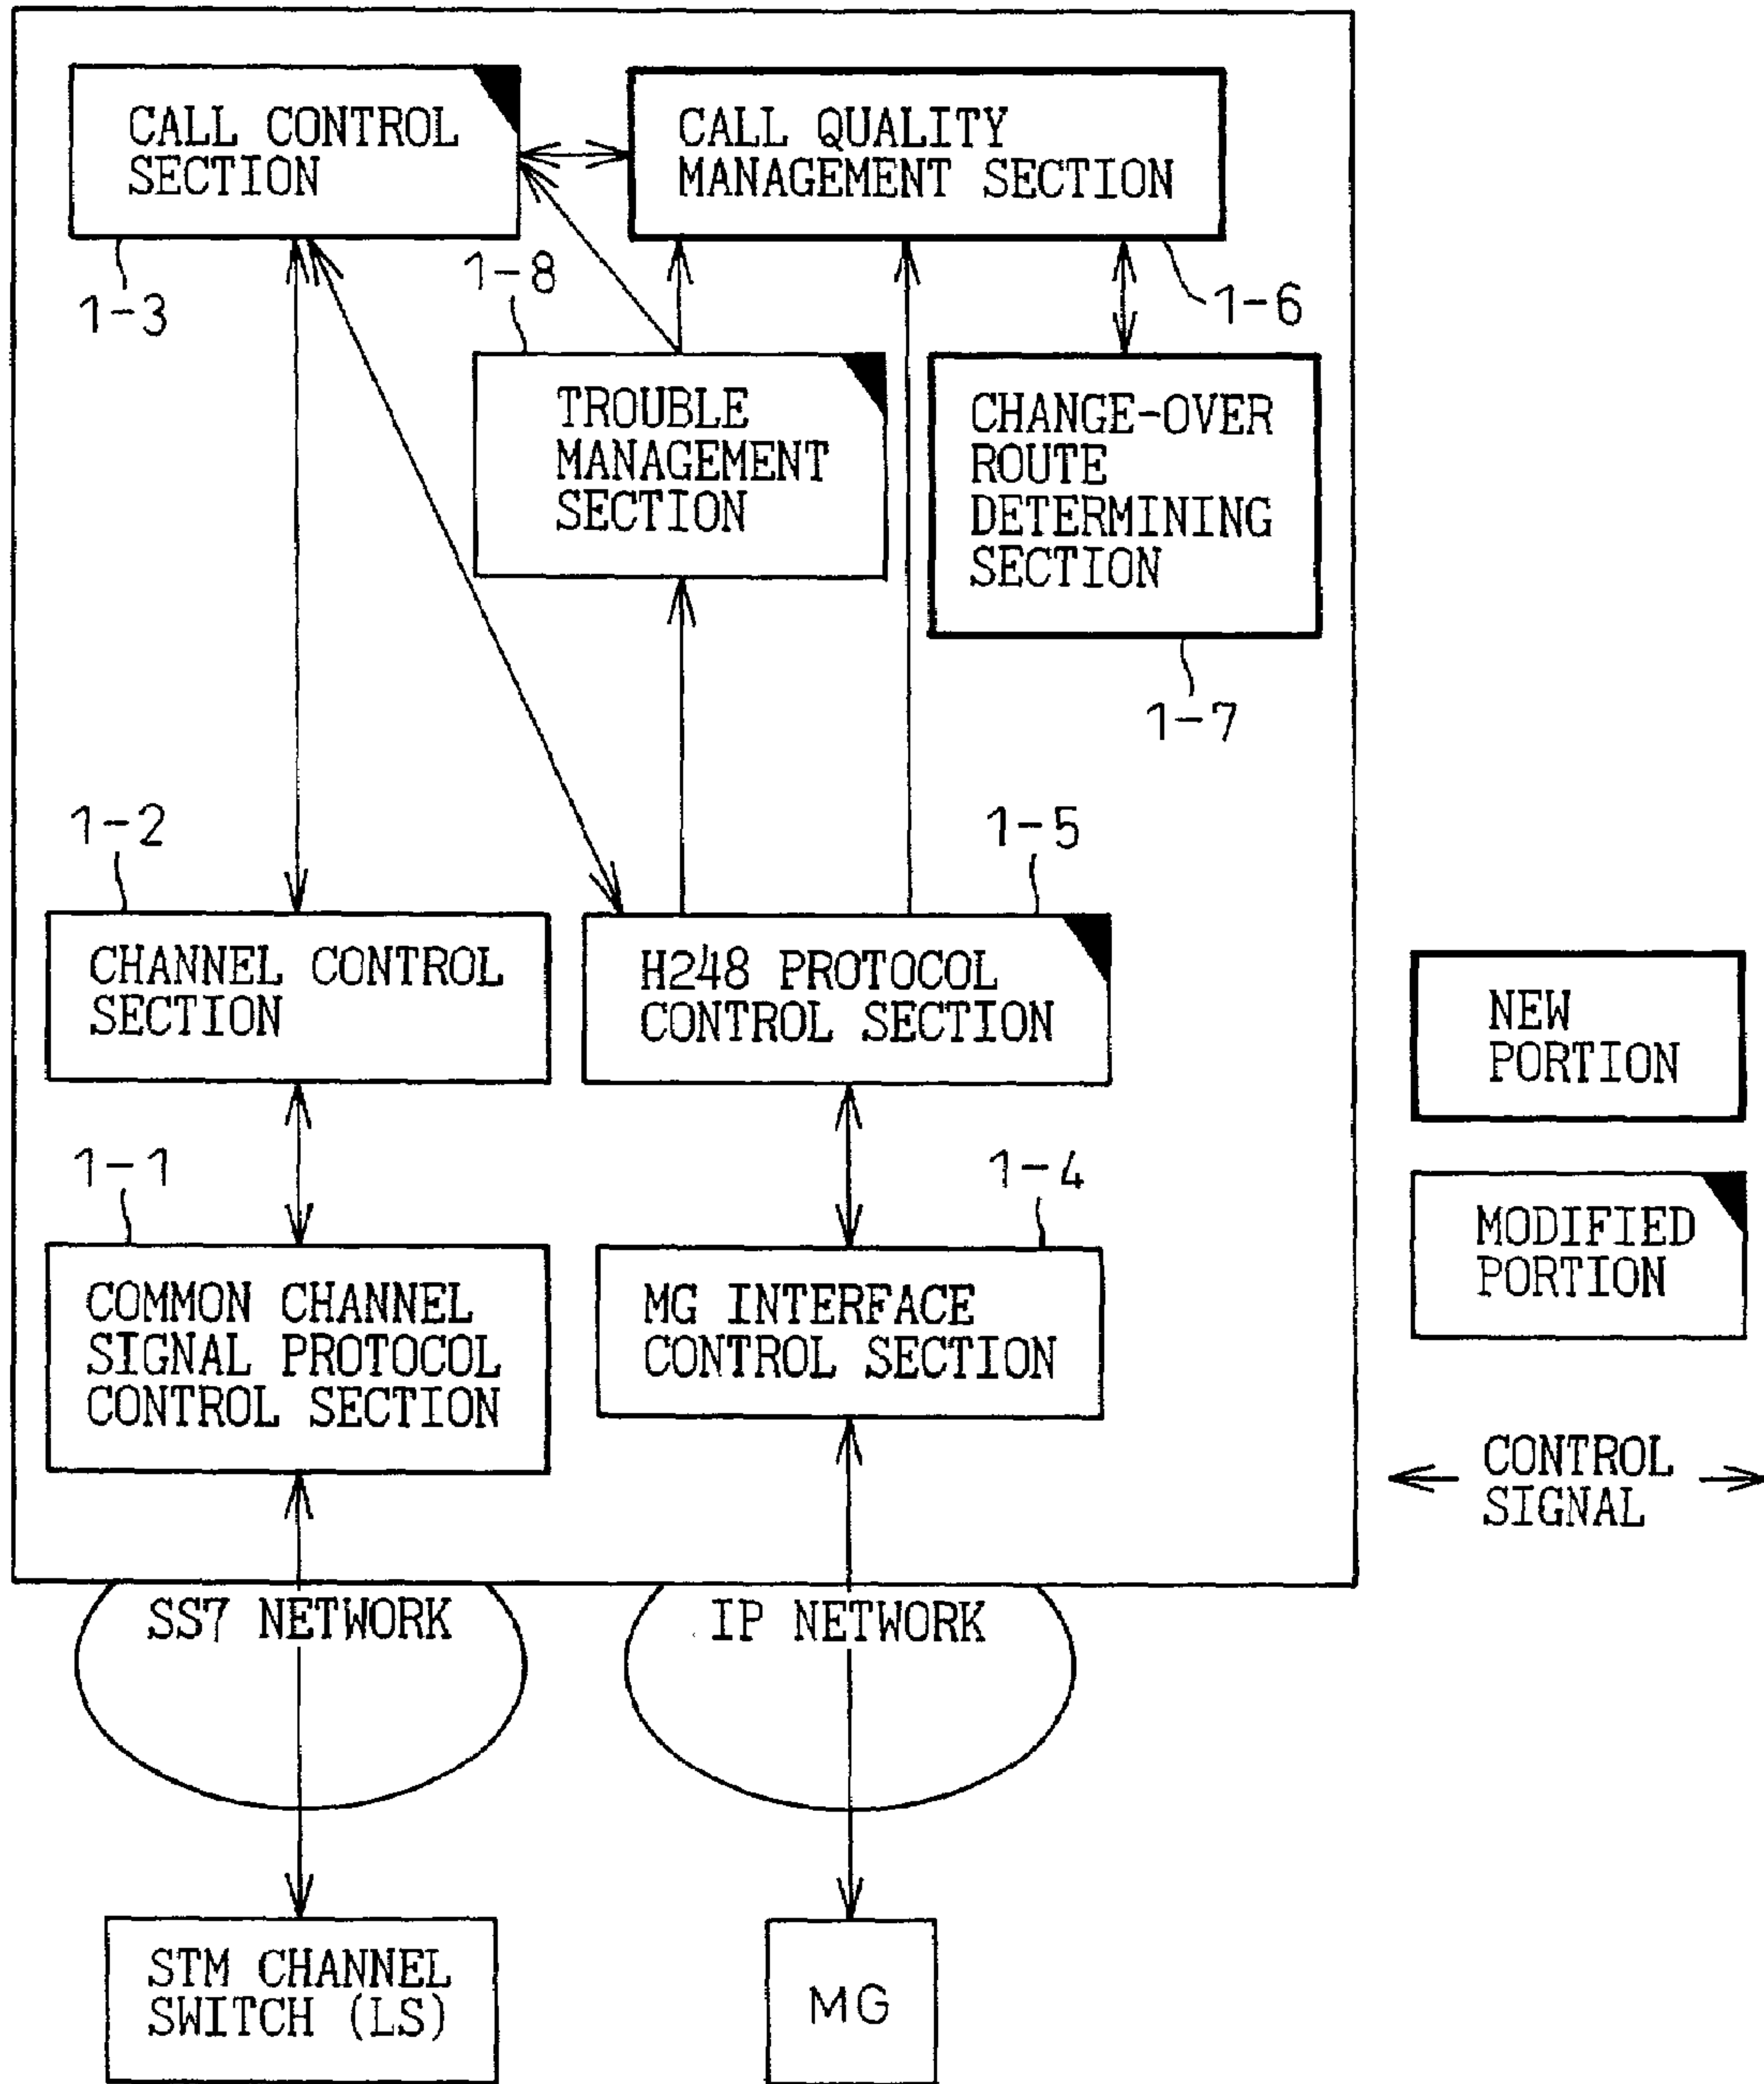 CALL CONTROL
SECTION
CALL QUALITY
MANAGEMENT SECTION
1-3
1-8
1-6
TROUBLE
MANAGEMENT
SECTION
CHANGE-OVER
ROUTE
DETERMINING
SECTION
1-7
1-2
1-5
CHANNEL CONTROL
SECTION
H248 PROTOCOL
CONTROL SECTION
NEW
PORTION
1-1
1-4
MODIFIED
PORTION
COMMON CHANNEL
SIGNAL PROTOCOL
CONTROL SECTION
MG INTERFACE
CONTROL SECTION
CONTROL
SIGNAL
SS7 NETWORK
IP NETWORK
STM CHANNEL
SWITCH (LS)
MG